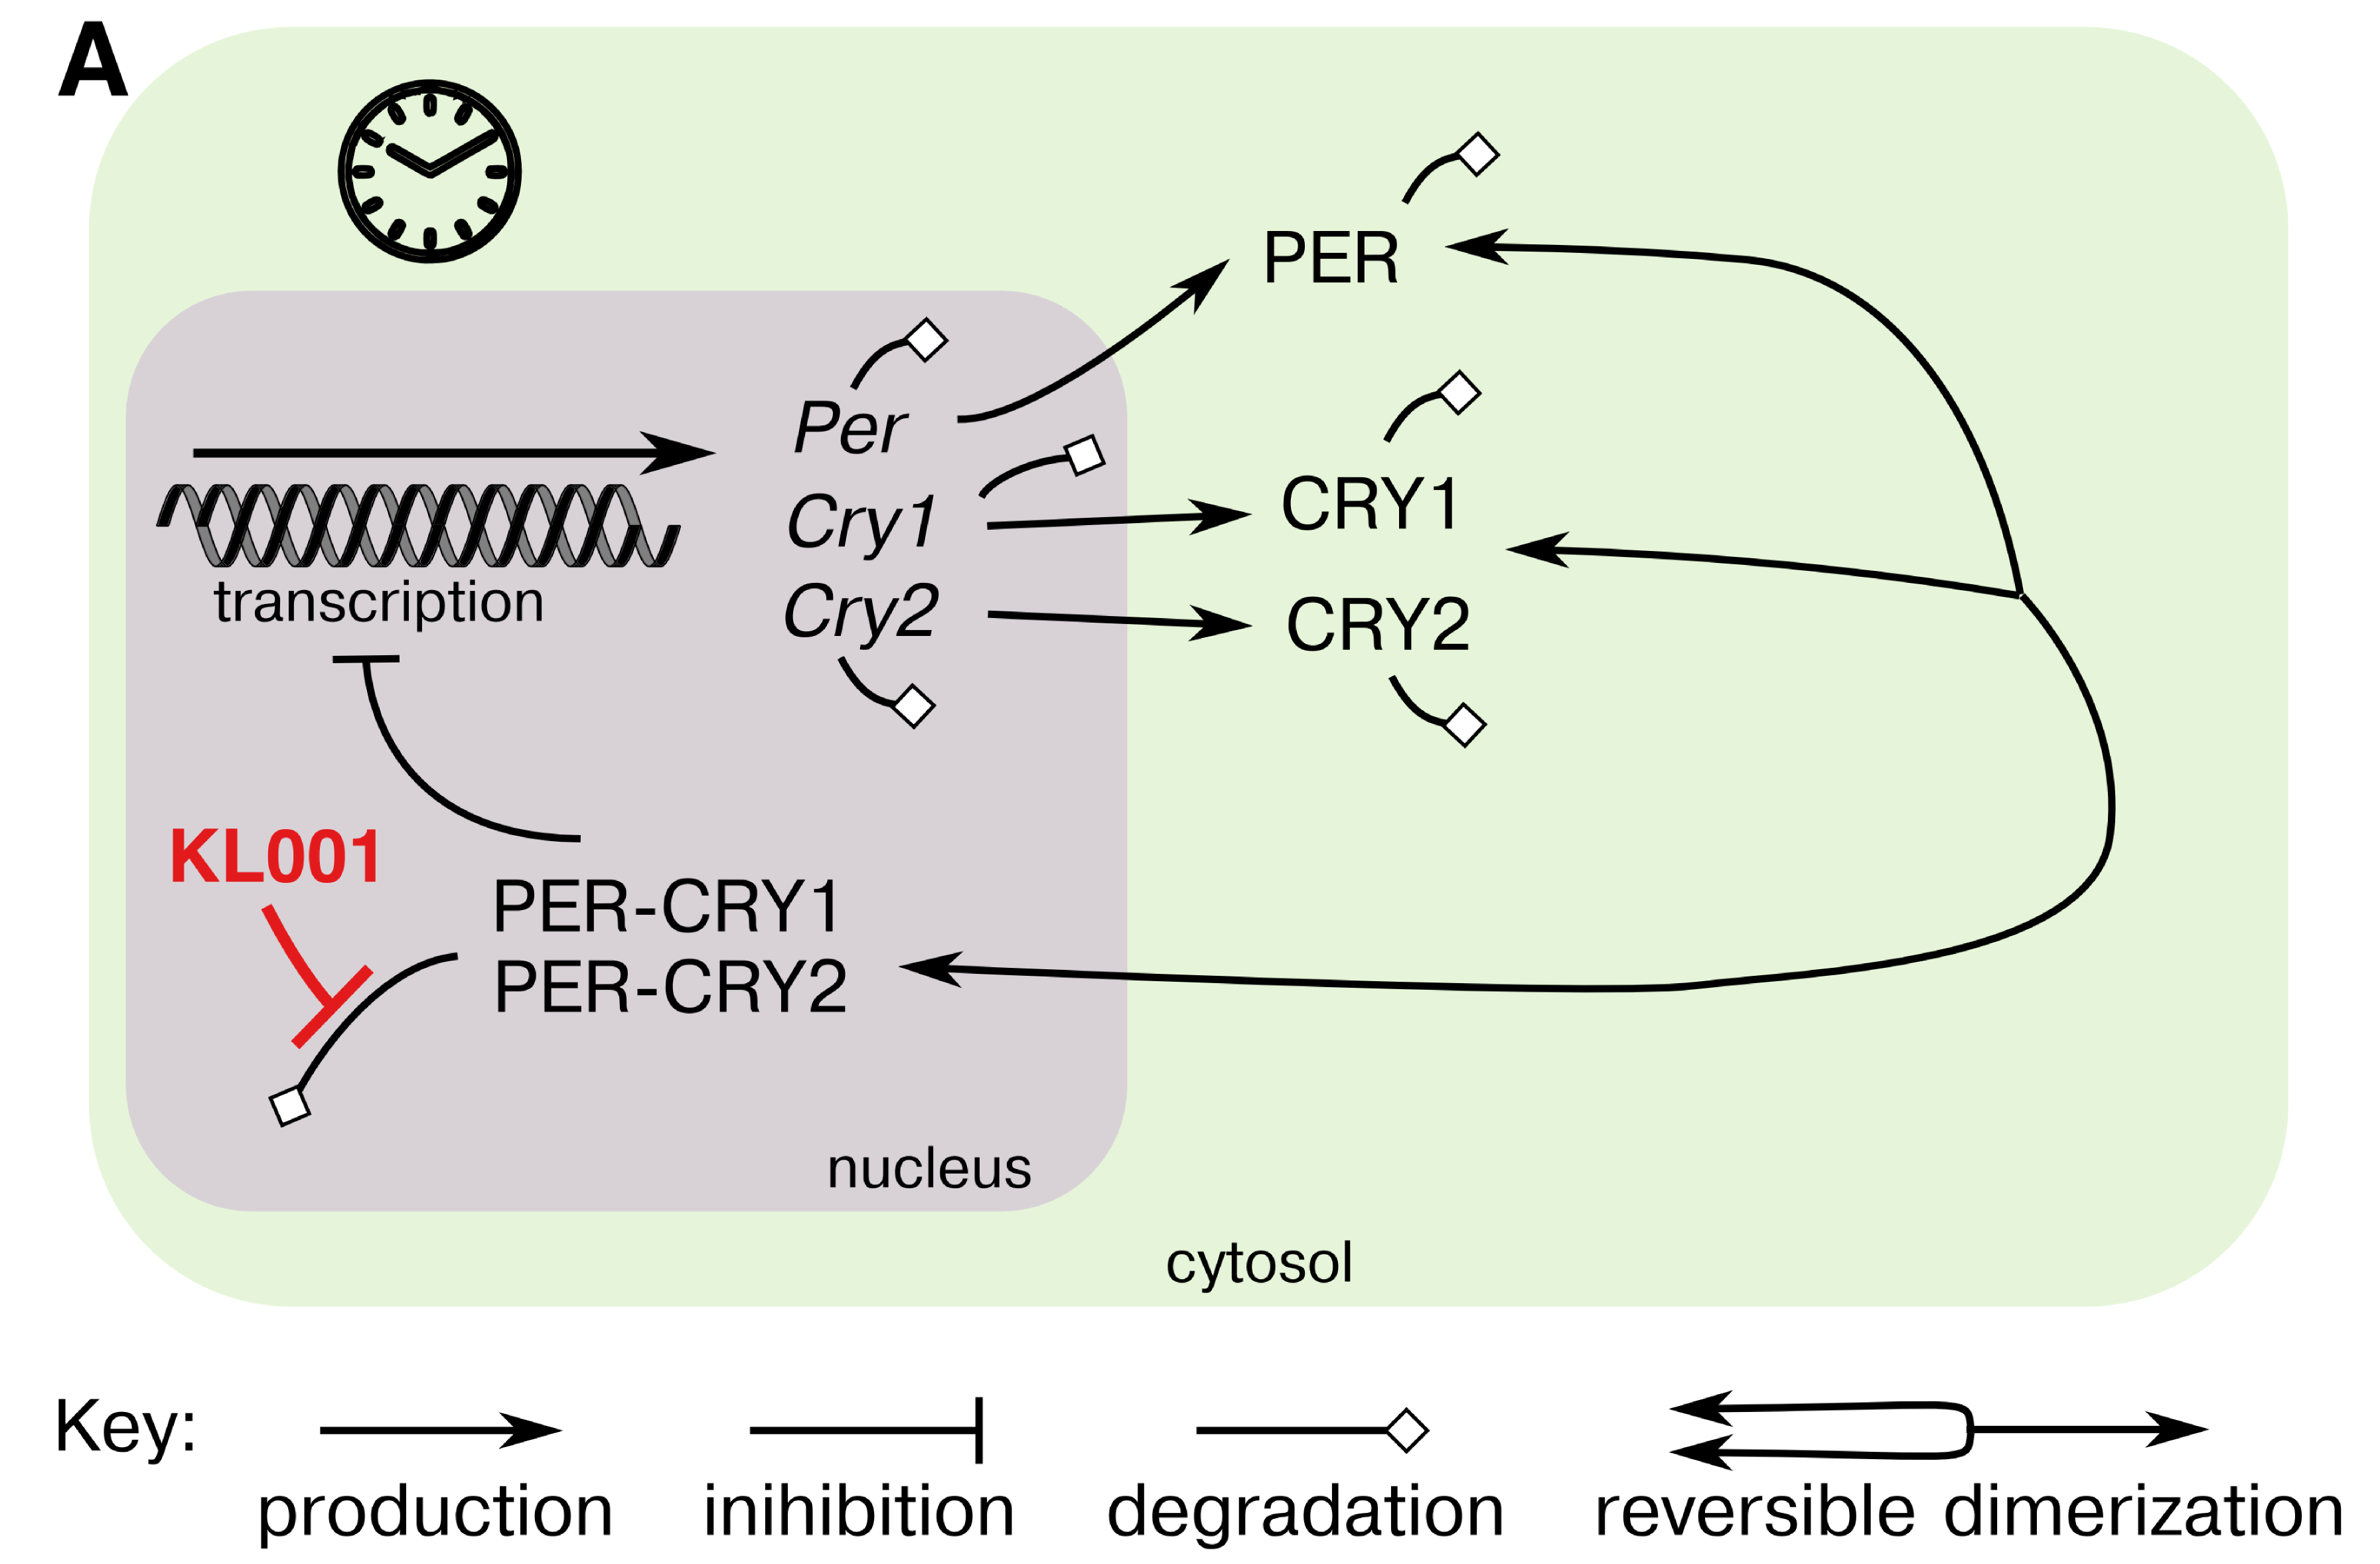 A
PER
Per
Cry1
Cry2
CRY1
CRY2
transcription
KL001
PER-CRY1
PER-CRY2
nucleus
cytosol
Key:
production
inihibition
degradation
reversible dimerization